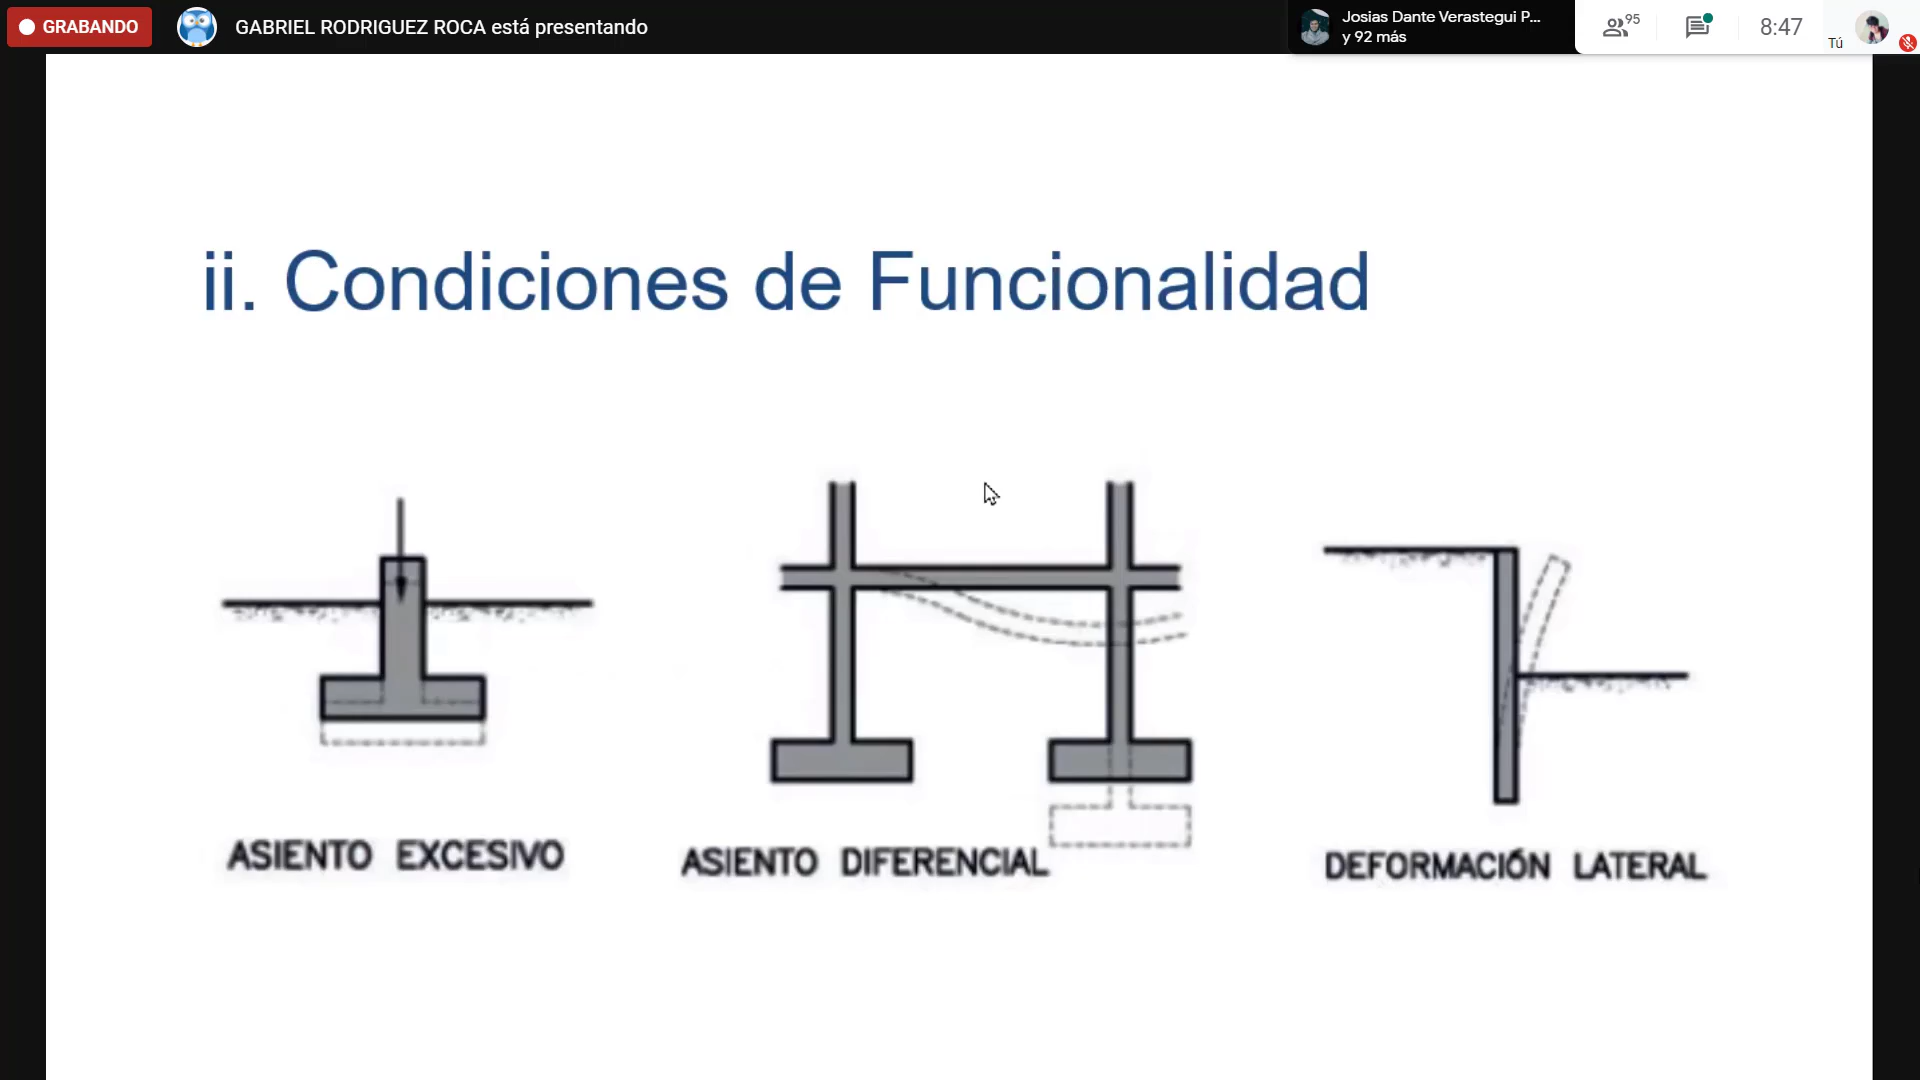 GRABANDO
GABRIEL RODRIGUEZ ROCA está presentando
Josias Dante Verastegui P...
y 92 más
95
8:47
Tú
ii. Condiciones de Funcionalidad
ASIENTO EXCESIVO
ASIENTO DIFERENCIAL
DEFORMACIÓN LATERAL